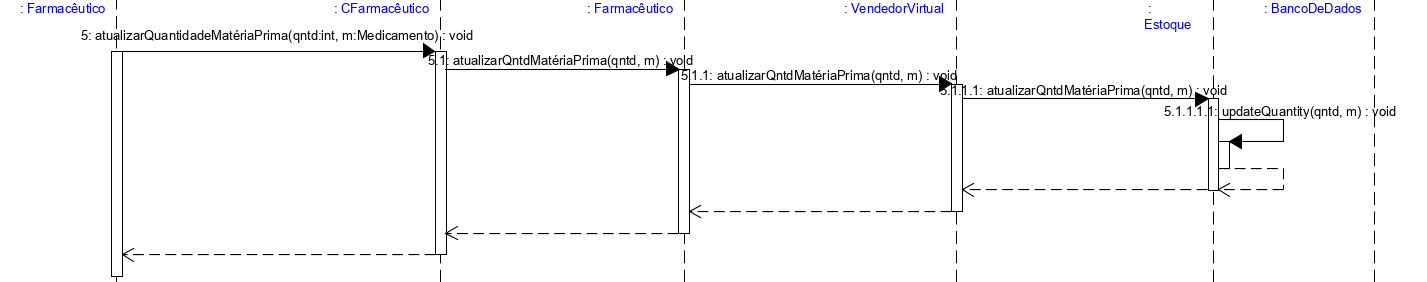 : Farmacêutico
: CFarmacêutico
: Farmacêutico
: VendedorVirtual
:
Estoque
: BancoDeDados
5: atualizarQuantidadeMatériaPrima(qntd:int, m:Medicamento) : void
5.1: atualizarQntdMatériaPrima(qntd, m) : void
5.1.1: atualizarQntdMatériaPrima(qntd, m) : void
5.1.1.1: atualizarQntdMatériaPrima(qntd, m) : void
5.1.1.1.1: updateQuantity(qntd, m) : void